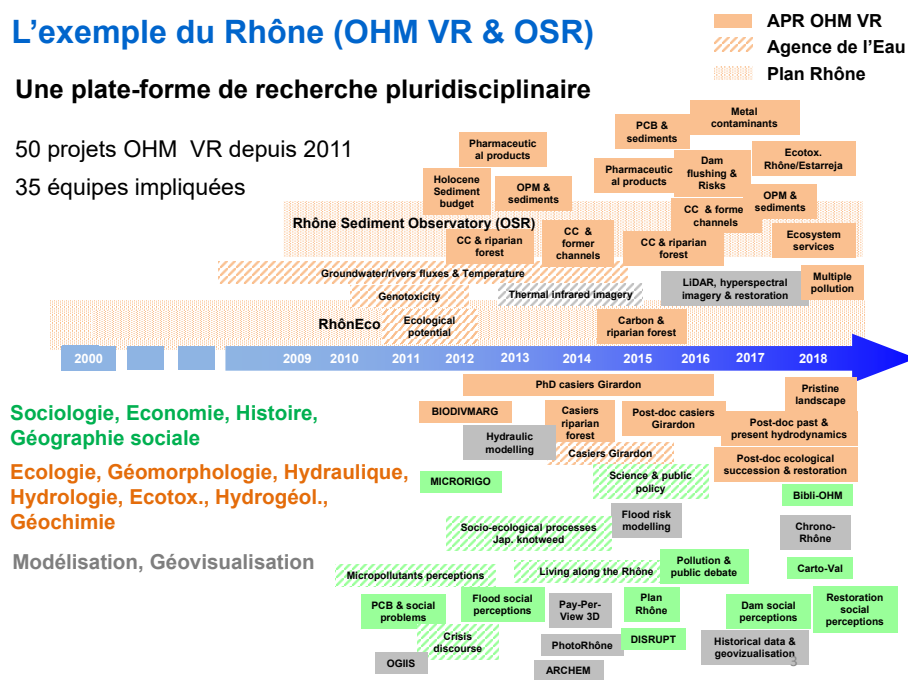 L'exemple du Rhône (OHM VR & OSR)
APR OHM VR
Agence de l'Eau
Plan Rhône
Une plate-forme de recherche pluridisciplinaire
50 projets OHM VR depuis 2011
35 équipes impliquées
Metal
contaminants
PCB &
sediments
Pharmaceutic
al products
Ecotox.
Rhône/Estarreja
Dam
flushing &
Risks
Pharmaceutic
al products
Holocene
Sediment
budget
OPM &
sediments
OPM &
sediments
CC & forme
channels
Rhône Sediment Observatory (OSR)
CC &
former
channels
CC & riparian
forest
CC & riparian
forest
Ecosystem
services
Groundwater/rivers fluxes & Temperature
LiDAR, hyperspectral
imagery & restoration
Multiple
pollution
Genotoxicity
Thermal infrared imagery
RhônEco
Ecological
potential
Carbon &
riparian forest
2000
2009
2010
2011
2012
2013
2014
2015
2016
2017
2018
PhD casiers Girardon
Pristine
landscape
Sociologie, Economie, Histoire,
Géographie sociale
BIODIVMARG
Casiers
riparian
forest
Post-doc casiers
Girardon
Post-doc past &
present hydrodynamics
Hydraulic
modelling
Casiers Girardon
Post-doc ecological
succession & restoration
Ecologie, Géomorphologie, Hydraulique,
Hydrologie, Ecotox., Hydrogéol.,
Géochimie
MICRORIGO
Science & public
policy
Bibli-OHM
Flood risk
modelling
Socio-ecological processes
Jap. knotweed
Chrono-
Rhône
Modélisation, Géovisualisation
Pollution &
public debate
Carto-Val
Micropollutants perceptions
Living along the Rhône
PCB & social
problems
Flood social
perceptions
Pay-Per-
View 3D
Plan
Rhône
Dam social
perceptions
Restoration
social
perceptions
Crisis
discourse
PhotoRhône
DISRUPT
Historical data &
geovizualisation
OGIIS
ARCHEM
3